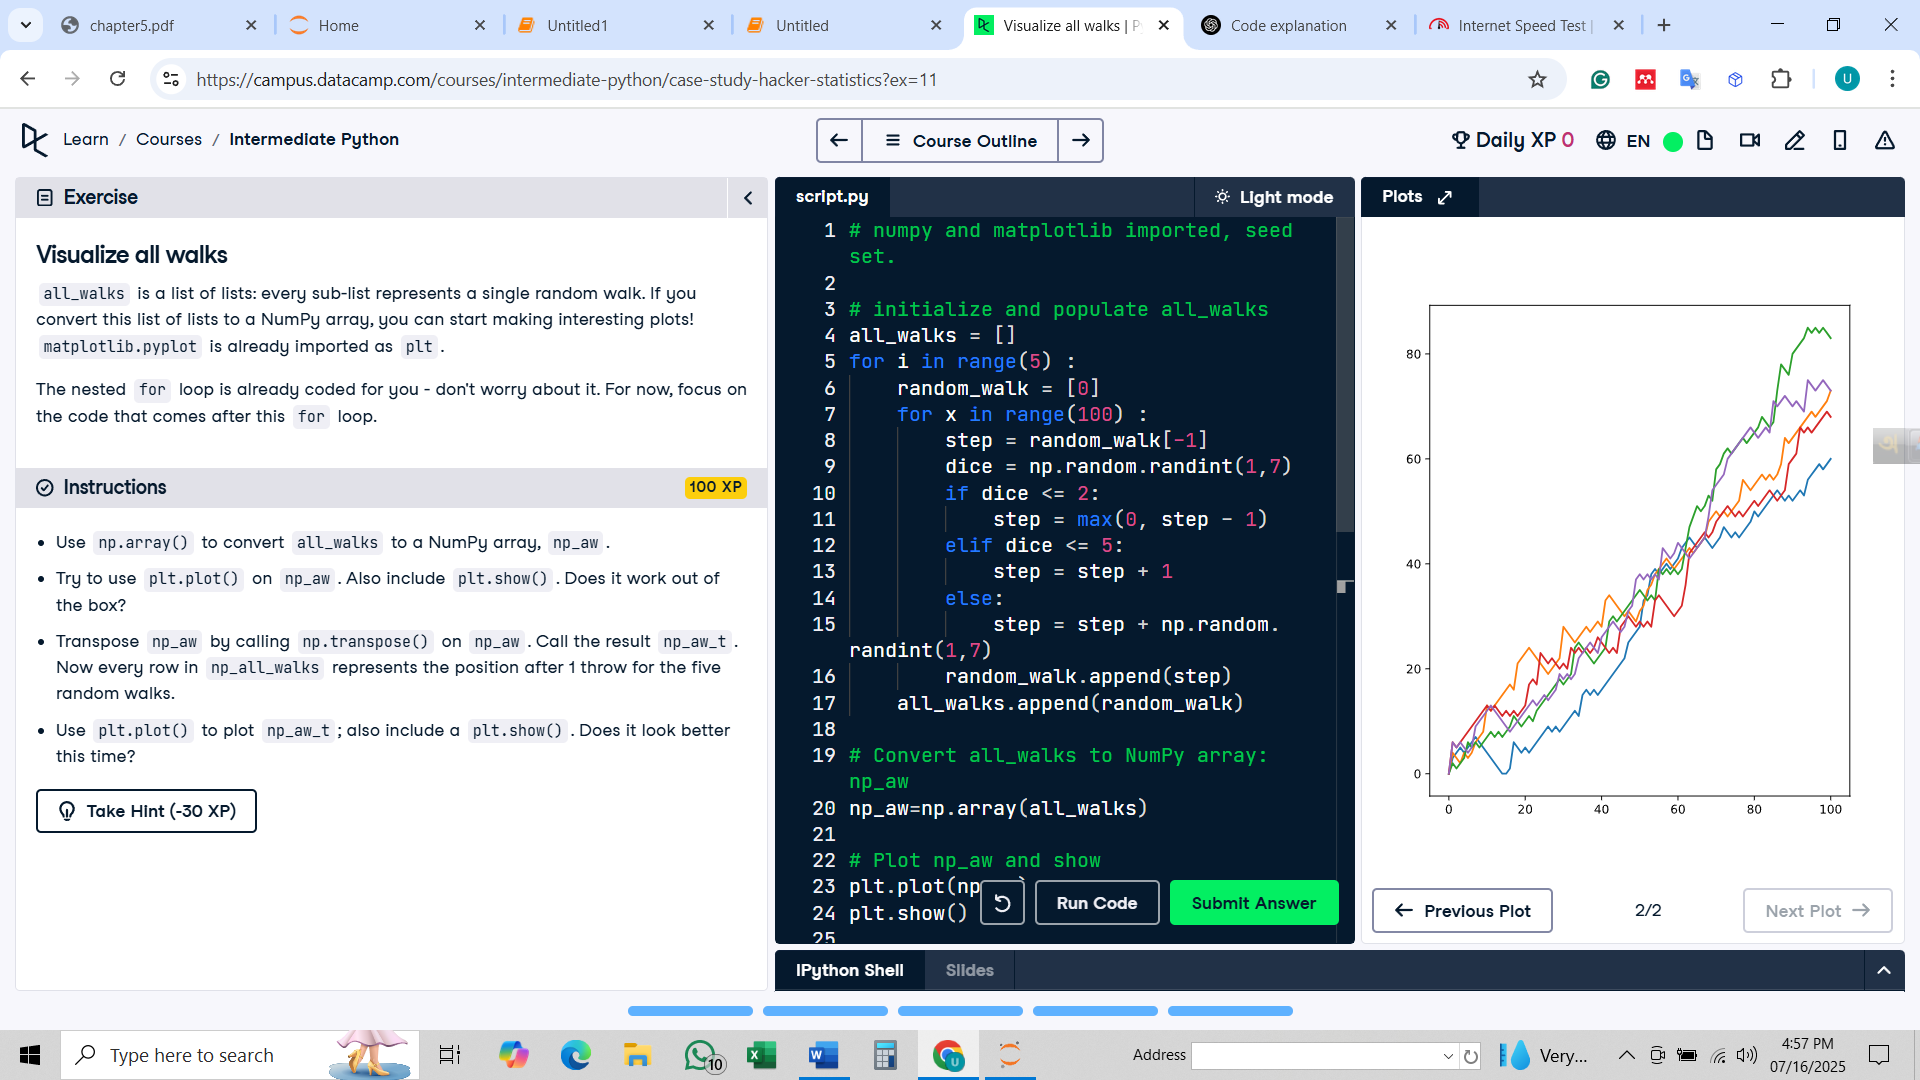 chapter5.pdf
Home
Untitled1
Untitled
Visualize all walks | P
Code explanation
Internet Speed Test |
https://campus.datacamp.com/courses/intermediate-python/case-study-hacker-statistics?ex=11
U
Learn / Courses / Intermediate Python
Course Outline
Daily XP 0
EN
Exercise
Visualize all walks
all_walks is a list of lists: every sub-list represents a single random walk. If you
convert this list of lists to a NumPy array, you can start making interesting plots!
matplotlib.pyplot is already imported as plt.
The nested for loop is already coded for you - don't worry about it. For now, focus on
the code that comes after this for loop.
Instructions
100 XP
• Use np.array() to convert all_walks to a NumPy array, np_aw.
• Try to use plt.plot() on np_aw. Also include plt.show(). Does it work out of
the box?
• Transpose np_aw by calling np.transpose() on np_aw. Call the result np_aw_t.
Now every row in np_all_walks represents the position after 1 throw for the five
random walks.
• Use plt.plot() to plot np_aw_t; also include a plt.show(). Does it look better
this time?
Take Hint (-30 XP)
script.py
Light mode
1 # numpy and matplotlib imported, seed
set.
2
3 # initialize and populate all_walks
4 all_walks = []
5 for i in range(5) :
6     random_walk = [0]
7     for x in range(100) :
8         step = random_walk[-1]
9         dice = np.random.randint(1,7)
10         if dice <= 2:
11             step = max(0, step - 1)
12         elif dice <= 5:
13             step = step + 1
14         else:
15             step = step + np.random.
randint(1,7)
16         random_walk.append(step)
17     all_walks.append(random_walk)
18
19 # Convert all_walks to NumPy array:
np_aw
20 np_aw=np.array(all_walks)
21
22 # Plot np_aw and show
23 plt.plot(np
24 plt.show()
25
Run Code
Submit Answer
Plots
80
60
40
20
0
0 20 40 60 80 100
Previous Plot
2/2
Next Plot
IPython Shell
Slides
Type here to search
10
Address
Very...
4:57 PM
07/16/2025